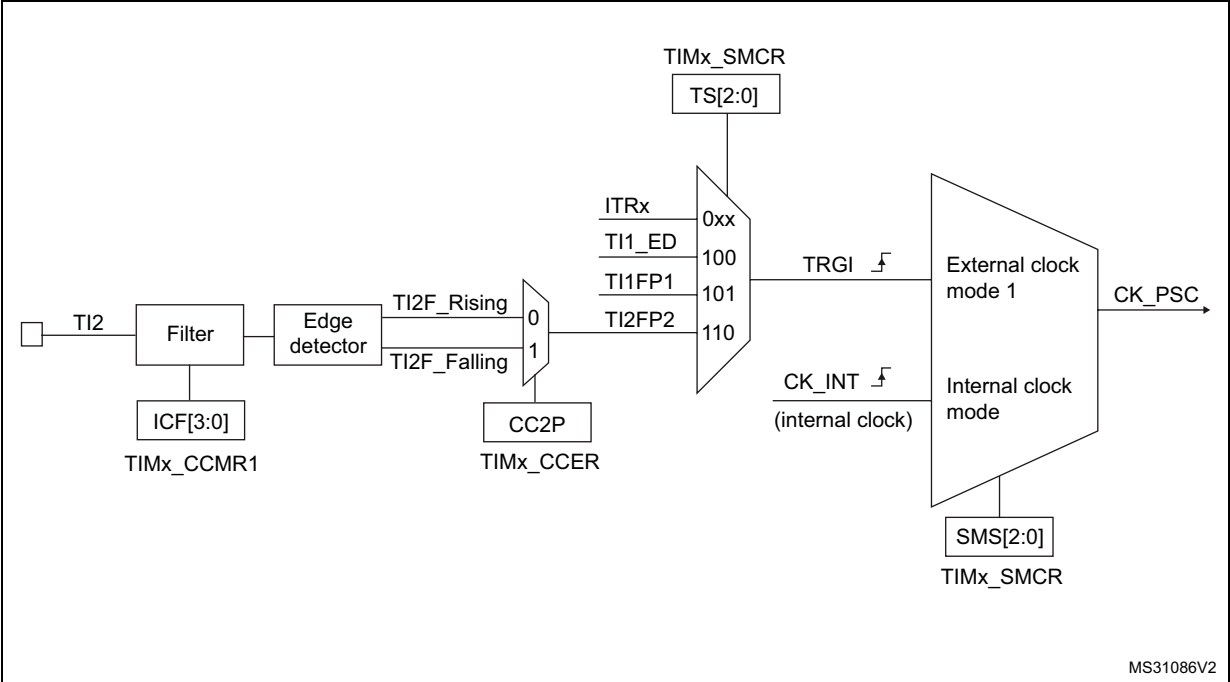 TIMx_SMCR
TS[2:0]
ITRx
0xx
TI1_ED
100
TI1FP1
101
TI2FP2
110
TRGI
External clock
mode 1
CK_PSC
TI2
Filter
Edge
detector
TI2F_Rising
0
TI2F_Falling
1
CK_INT
(internal clock)
Internal clock
mode
ICF[3:0]
TIMx_CCMR1
CC2P
TIMx_CCER
SMS[2:0]
TIMx_SMCR
MS31086V2